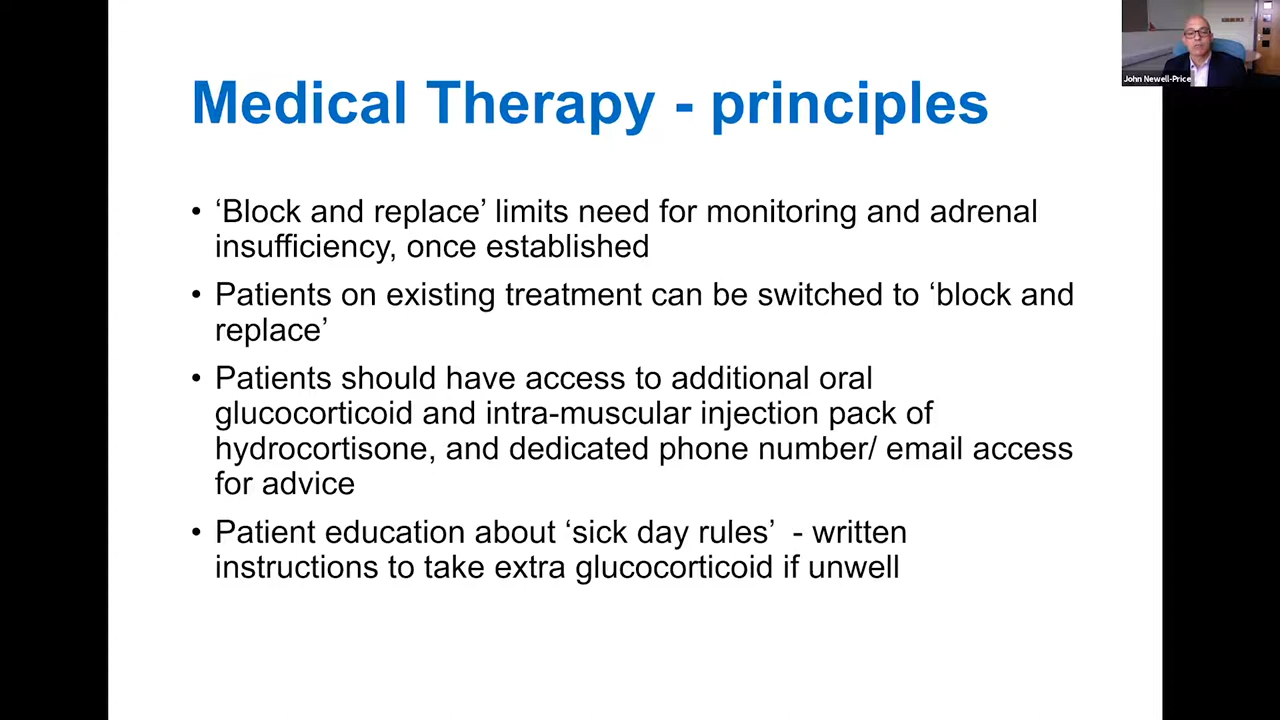 John Newell-Price
Medical Therapy - principles
• ‘Block and replace’ limits need for monitoring and adrenal
insufficiency, once established
• Patients on existing treatment can be switched to ‘block and
replace’
• Patients should have access to additional oral
glucocorticoid and intra-muscular injection pack of
hydrocortisone, and dedicated phone number/ email access
for advice
• Patient education about ‘sick day rules’ - written
instructions to take extra glucocorticoid if unwell